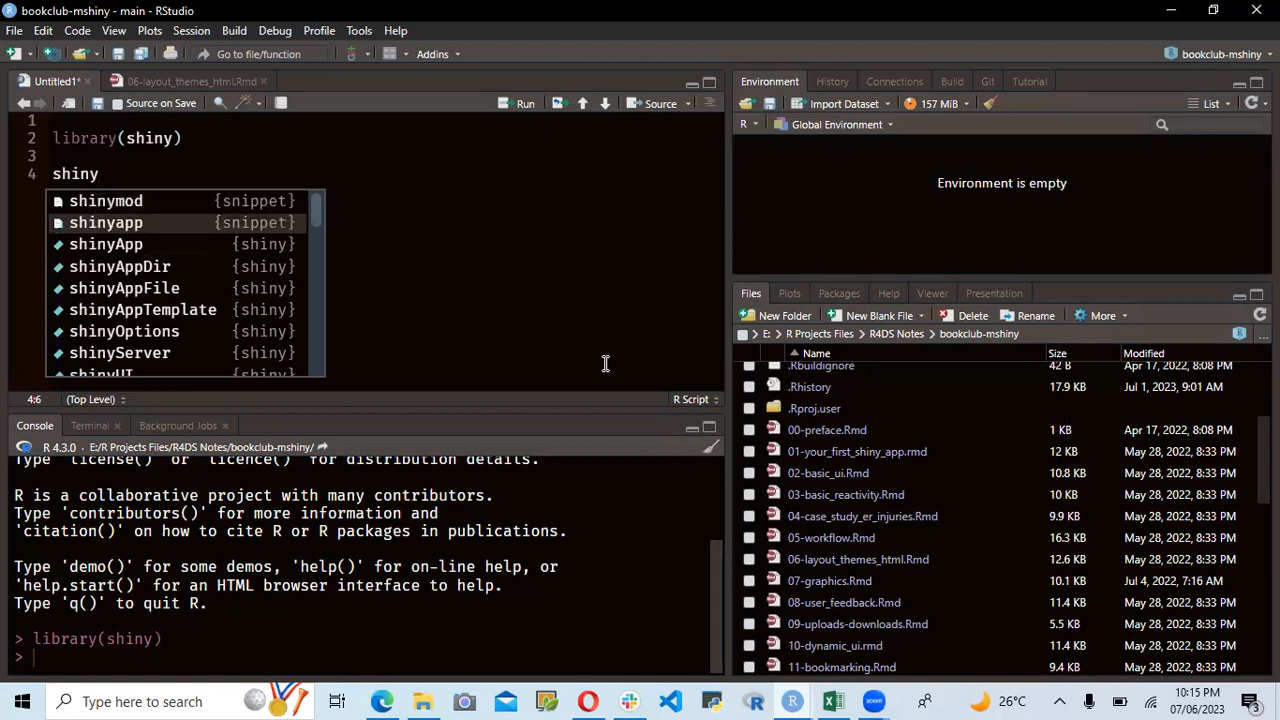 bookclub-mshiny - main - RStudio
File Edit Code View Plots Session Build Debug Profile Tools Help
Go to file/function Addins bookclub-mshiny
Untitled1* 06-layout_themes_html.Rmd
Source on Save Run Source
1
2 library(shiny)
3
4 shiny
shinymod {snippet}
shinyapp {snippet}
shinyApp {shiny}
shinyAppDir {shiny}
shinyAppFile {shiny}
shinyAppTemplate {shiny}
shinyOptions {shiny}
shinyServer {shiny}
shinyUI {shiny}
4:6 (Top Level) R Script
Console Terminal Background Jobs
R 4.3.0 · E:/R Projects Files/R4DS Notes/bookclub-mshiny/
Type 'license()' or 'licence()' for distribution details.
R is a collaborative project with many contributors.
Type 'contributors()' for more information and
'citation()' on how to cite R or R packages in publications.
Type 'demo()' for some demos, 'help()' for on-line help, or
'help.start()' for an HTML browser interface to help.
Type 'q()' to quit R.
> library(shiny)
>
Environment History Connections Build Git Tutorial
Import Dataset 157 MiB List
R Global Environment
Environment is empty
Files Plots Packages Help Viewer Presentation
New Folder New Blank File Delete Rename More
E: R Projects Files R4DS Notes bookclub-mshiny ...
Name Size Modified
.Rbuildignore 42 B Apr 17, 2022, 8:08 PM
.Rhistory 17.9 KB Jul 1, 2023, 9:01 AM
.Rproj.user
00-preface.Rmd 1 KB Apr 17, 2022, 8:08 PM
01-your_first_shiny_app.rmd 12 KB May 28, 2022, 8:33 PM
02-basic_ui.Rmd 10.8 KB May 28, 2022, 8:33 PM
03-basic_reactivity.Rmd 10 KB May 28, 2022, 8:33 PM
04-case_study_er_injuries.Rmd 9.9 KB May 28, 2022, 8:33 PM
05-workflow.Rmd 16.3 KB May 28, 2022, 8:33 PM
06-layout_themes_html.Rmd 12.6 KB May 28, 2022, 8:33 PM
07-graphics.Rmd 10.1 KB Jul 4, 2022, 7:16 AM
08-user_feedback.Rmd 11.4 KB May 28, 2022, 8:33 PM
09-uploads-downloads.Rmd 5.5 KB May 28, 2022, 8:33 PM
10-dynamic_ui.rmd 11.4 KB May 28, 2022, 8:33 PM
11-bookmarking.Rmd 9.4 KB May 28, 2022, 8:33 PM
Type here to search 26°C 10:15 PM
07/06/2023 3